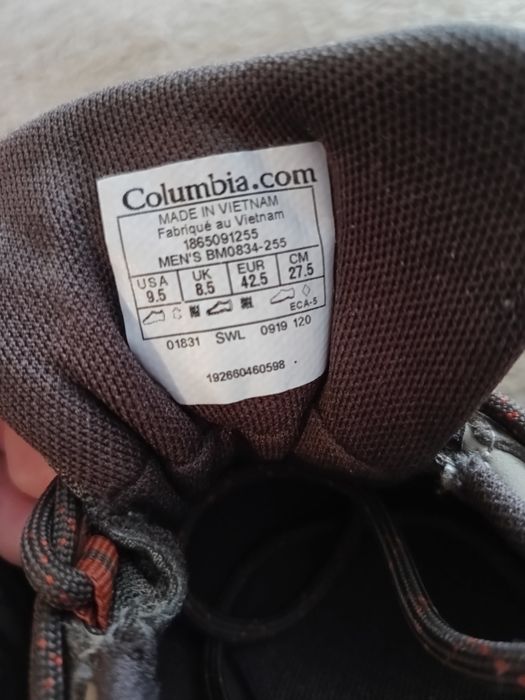 Columbia.com
MADE IN VIETNAM
Fabriqué au Vietnam
1865091255
MEN'S BM0834-255
USA UK EUR CM
9.5 8.5 42.5 27.5
ECA-5
01831 SWL 0919 120
192660460598